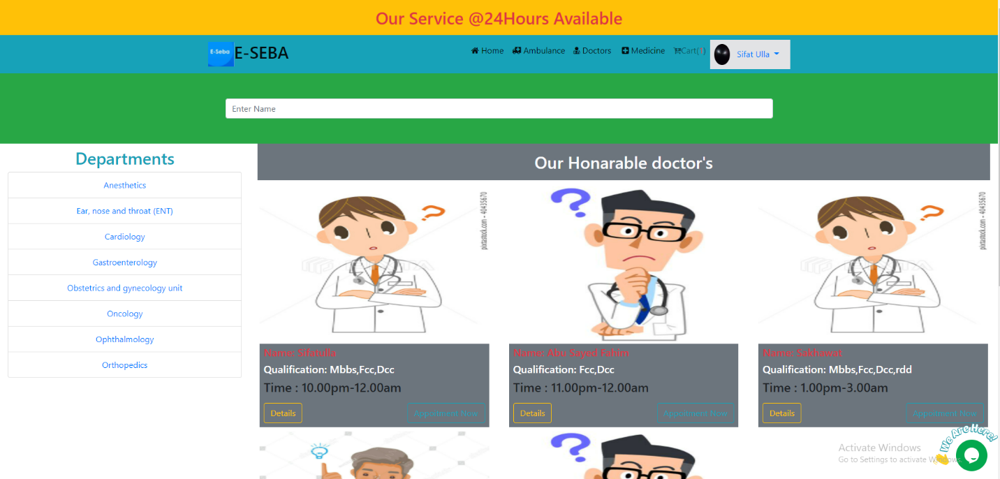 Our Service @24Hours Available
E-Seba E-SEBA
Home Ambulance Doctors Medicine Cart(1) Sifat Ulla
Enter Name
Departments
Anesthetics
Ear, nose and throat (ENT)
Cardiology
Gastroenterology
Obstetrics and gynecology unit
Oncology
Ophthalmology
Orthopedics
Our Honarable doctor's
pixtastock.com - 40435670
pixtastock.com - 40435670
Name: Sifatulla
Qualification: Mbbs,Fcc,Dcc
Time : 10.00pm-12.00am
Details Appoitment Now
Name: Abu Sayed Fahim
Qualification: Fcc,Dcc
Time : 11.00pm-12.00am
Details Appoitment Now
Name: Sakhawat
Qualification: Mbbs,Fcc,Dcc,rdd
Time : 1.00pm-3.00am
Details Appoitment Now
We Are Here!
Activate Windows
Go to Settings to activate Windows.